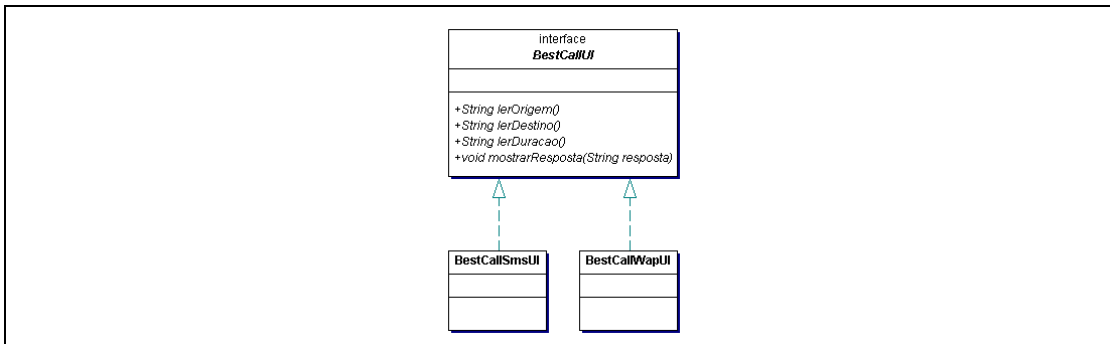 interface
BestCallUI
+String lerOrigem()
+String lerDestino()
+String lerDuracao()
+void mostrarResposta(String resposta)
BestCallSmsUI
BestCallWapUI